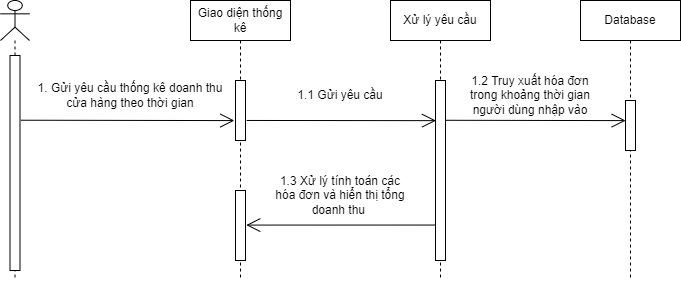 Giao diện thống
kê
Xử lý yêu cầu
Database
1. Gửi yêu cầu thống kê doanh thu
cửa hàng theo thời gian
1.1 Gửi yêu cầu
1.2 Truy xuất hóa đơn
trong khoảng thời gian
người dùng nhập vào
1.3 Xử lý tính toán các
hóa đơn và hiển thị tổng
doanh thu